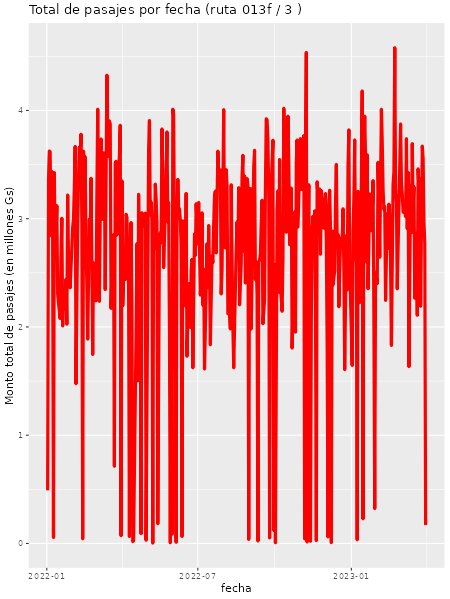 Total de pasajes por fecha (ruta 013f / 3 )
Monto total de pasajes (en millones Gs)
4
3
2
1
0
2022-01
2022-07
2023-01
fecha